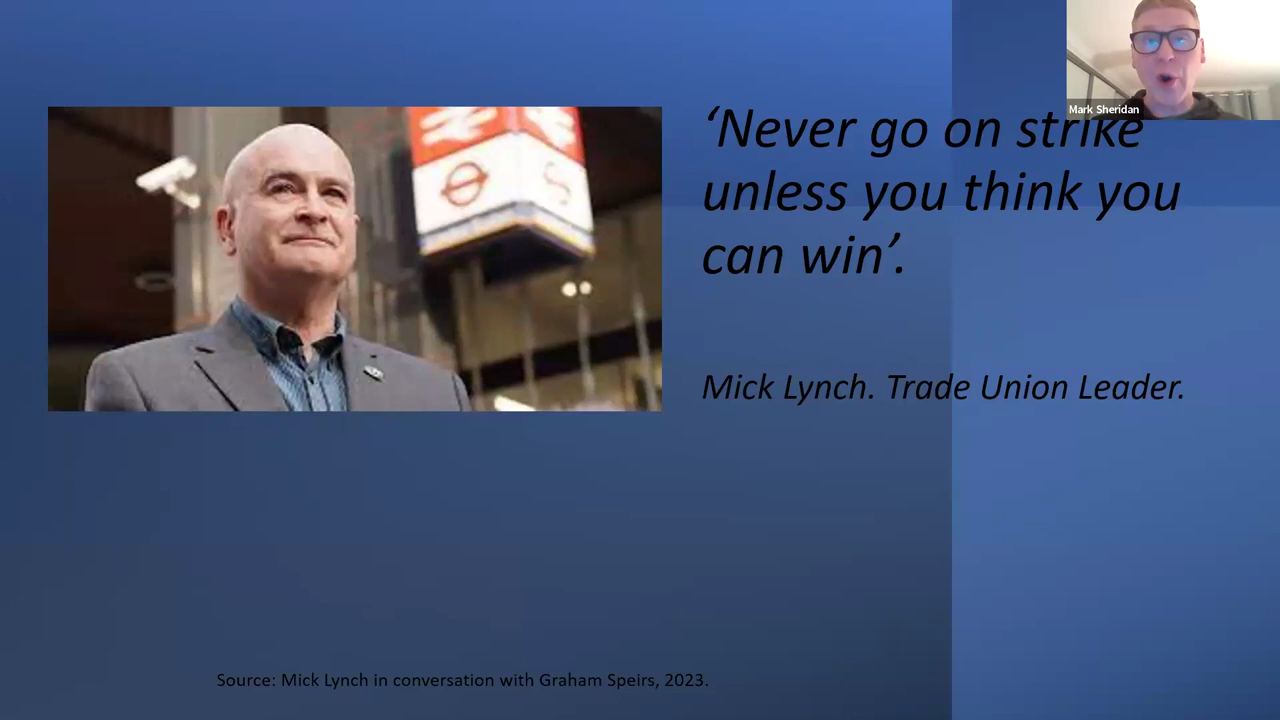 Mark Sheridan
‘Never go on strike
unless you think you
can win’.
Mick Lynch. Trade Union Leader.
Source: Mick Lynch in conversation with Graham Speirs, 2023.